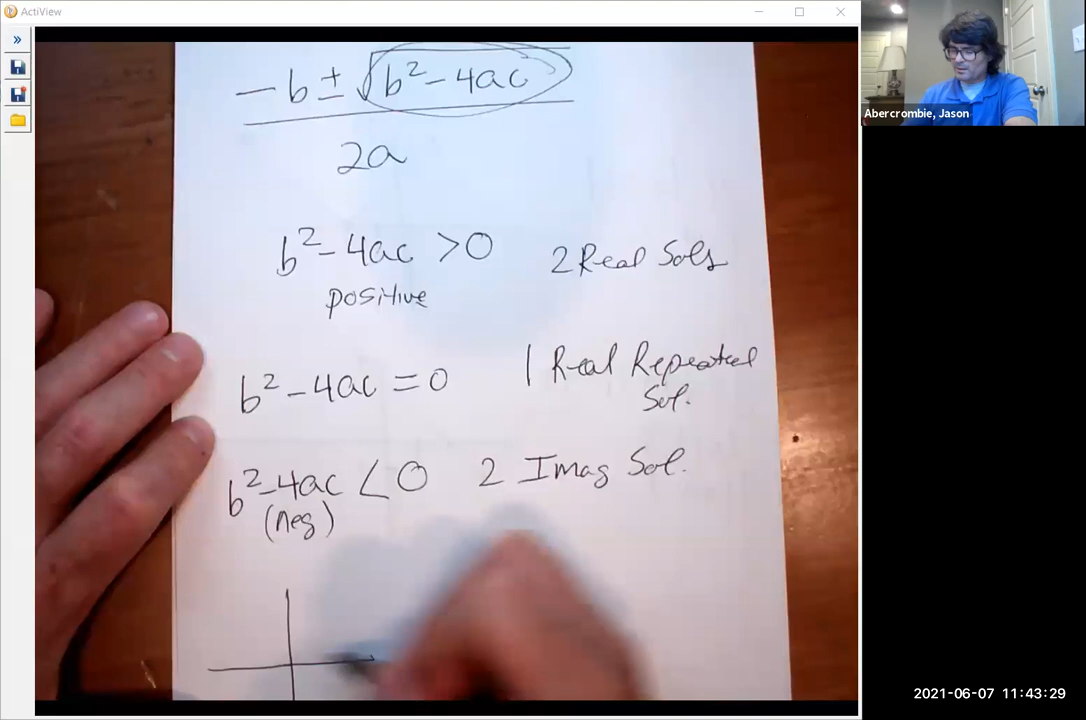 ActiView
−b ± √b² − 4ac
2a
b² − 4ac > 0 2 Real Sols
positive
b² − 4ac = 0 1 Real Repeated
Sol.
b² − 4ac < 0 2 Imag Sol.
(neg)
Abercrombie, Jason
2021-06-07 11:43:29